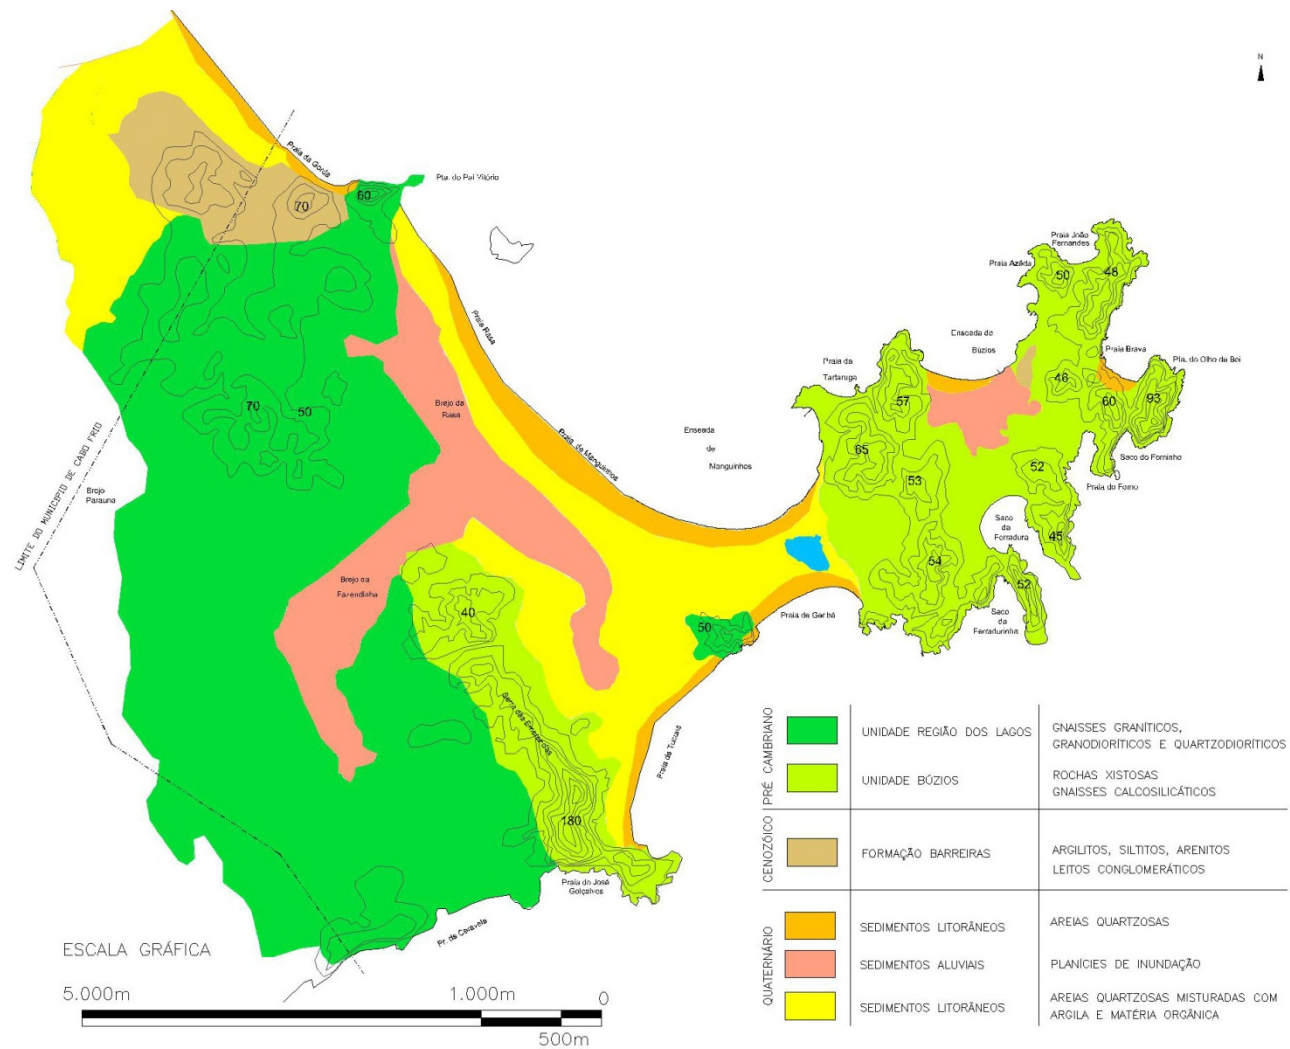 N
Praia da Gorda
Pta. do Pai Vitório
60
70
Praia João
Fernandes
Praia Azêda
50
48
Praia Rasa
Enseada de
Búzios
Praia Brava
Pta. do Olho de Boi
Praia da
Tartaruga
46
57
60
93
70
50
Brejo da
Rasa
Praia de Manguinhos
Enseada
de
Manguinhos
65
Saco do Forninho
52
53
Praia do Forno
LIMITE DO MUNICIPIO DE CABO FRIO
Brejo
Parauna
Saco
da
Ferradura
45
54
Brejo da
Fazendinha
52
40
50
Praia de Geribá
Saco
da
Ferradurinha
Serra das Emerencias
Praia de Tucuns
180
Praia do José
Golçalves
Pr. de Caravela
PRÉ CAMBRIANO
UNIDADE REGIÃO DOS LAGOS
GNAISSES GRANÍTICOS,
GRANODIORÍTICOS E QUARTZODIORÍTICOS
UNIDADE BÚZIOS
ROCHAS XISTOSAS
GNAISSES CALCOSILICÁTICOS
CENOZÓICO
FORMAÇÃO BARREIRAS
ARGILITOS, SILTITOS, ARENITOS
LEITOS CONGLOMERÁTICOS
QUATERNÁRIO
SEDIMENTOS LITORÂNEOS
AREIAS QUARTZOSAS
SEDIMENTOS ALUVIAIS
PLANÍCIES DE INUNDAÇÃO
SEDIMENTOS LITORÂNEOS
AREIAS QUARTZOSAS MISTURADAS COM
ARGILA E MATÉRIA ORGÂNICA
ESCALA GRÁFICA
5.000m
1.000m
0
500m